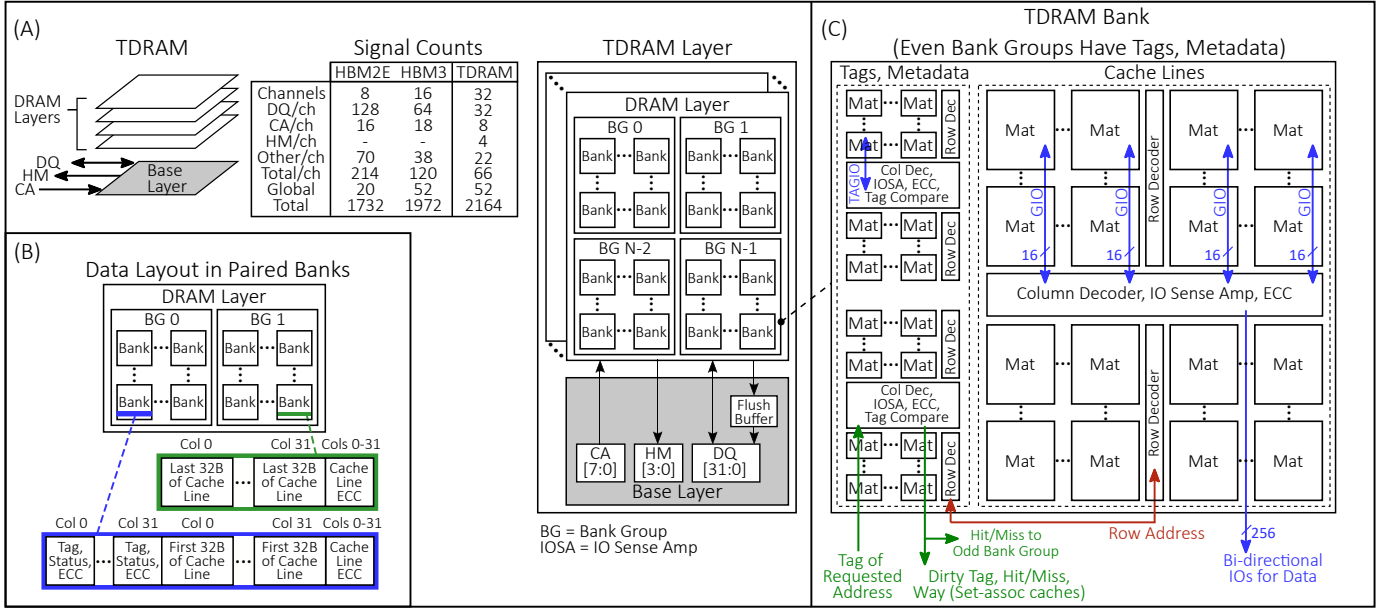 (A)
TDRAM
DRAM
Layers
DQ
HM
CA
Base
Layer
Signal Counts
HBM2E HBM3 TDRAM
Channels 8 16 32
DQ/ch 128 64 32
CA/ch 16 18 8
HM/ch - - 4
Other/ch 70 38 22
Total/ch 214 120 66
Global 20 52 52
Total 1732 1972 2164
TDRAM Layer
DRAM Layer
BG 0 BG 1
Bank Bank Bank Bank
Bank Bank Bank Bank
BG N-2 BG N-1
Bank Bank Bank Bank
Bank Bank Bank Bank
Flush
Buffer
CA HM DQ
[7:0] [3:0] [31:0]
Base Layer
BG = Bank Group
IOSA = IO Sense Amp
(B)
Data Layout in Paired Banks
DRAM Layer
BG 0 BG 1
Bank Bank Bank Bank
Bank Bank Bank Bank
Col 0 Col 31 Cols 0-31
Last 32B Last 32B Cache
of Cache of Cache Line
Line Line ECC
Col 0 Col 31 Col 0 Col 31 Cols 0-31
Tag, Tag, First 32B First 32B Cache
Status, Status, of Cache of Cache Line
ECC ECC Line Line ECC
(C)
TDRAM Bank
(Even Bank Groups Have Tags, Metadata)
Tags, Metadata
Mat Mat Row Dec
Mat Mat
TAGIO
Col Dec,
IOSA, ECC,
Tag Compare
Mat Mat Row Dec
Mat Mat
Mat Mat Row Dec
Mat Mat
Col Dec,
IOSA, ECC,
Tag Compare
Mat Mat Row Dec
Mat Mat
Cache Lines
Mat Mat Row Decoder Mat Mat
GIO GIO GIO GIO
Mat Mat Mat Mat
16 16 16 16
Column Decoder, IO Sense Amp, ECC
Mat Mat Row Decoder Mat Mat
Mat Mat Mat Mat
Tag of
Requested
Address
Hit/Miss to
Odd Bank Group
Dirty Tag, Hit/Miss,
Way (Set-assoc caches)
Row Address
256
Bi-directional
IOs for Data